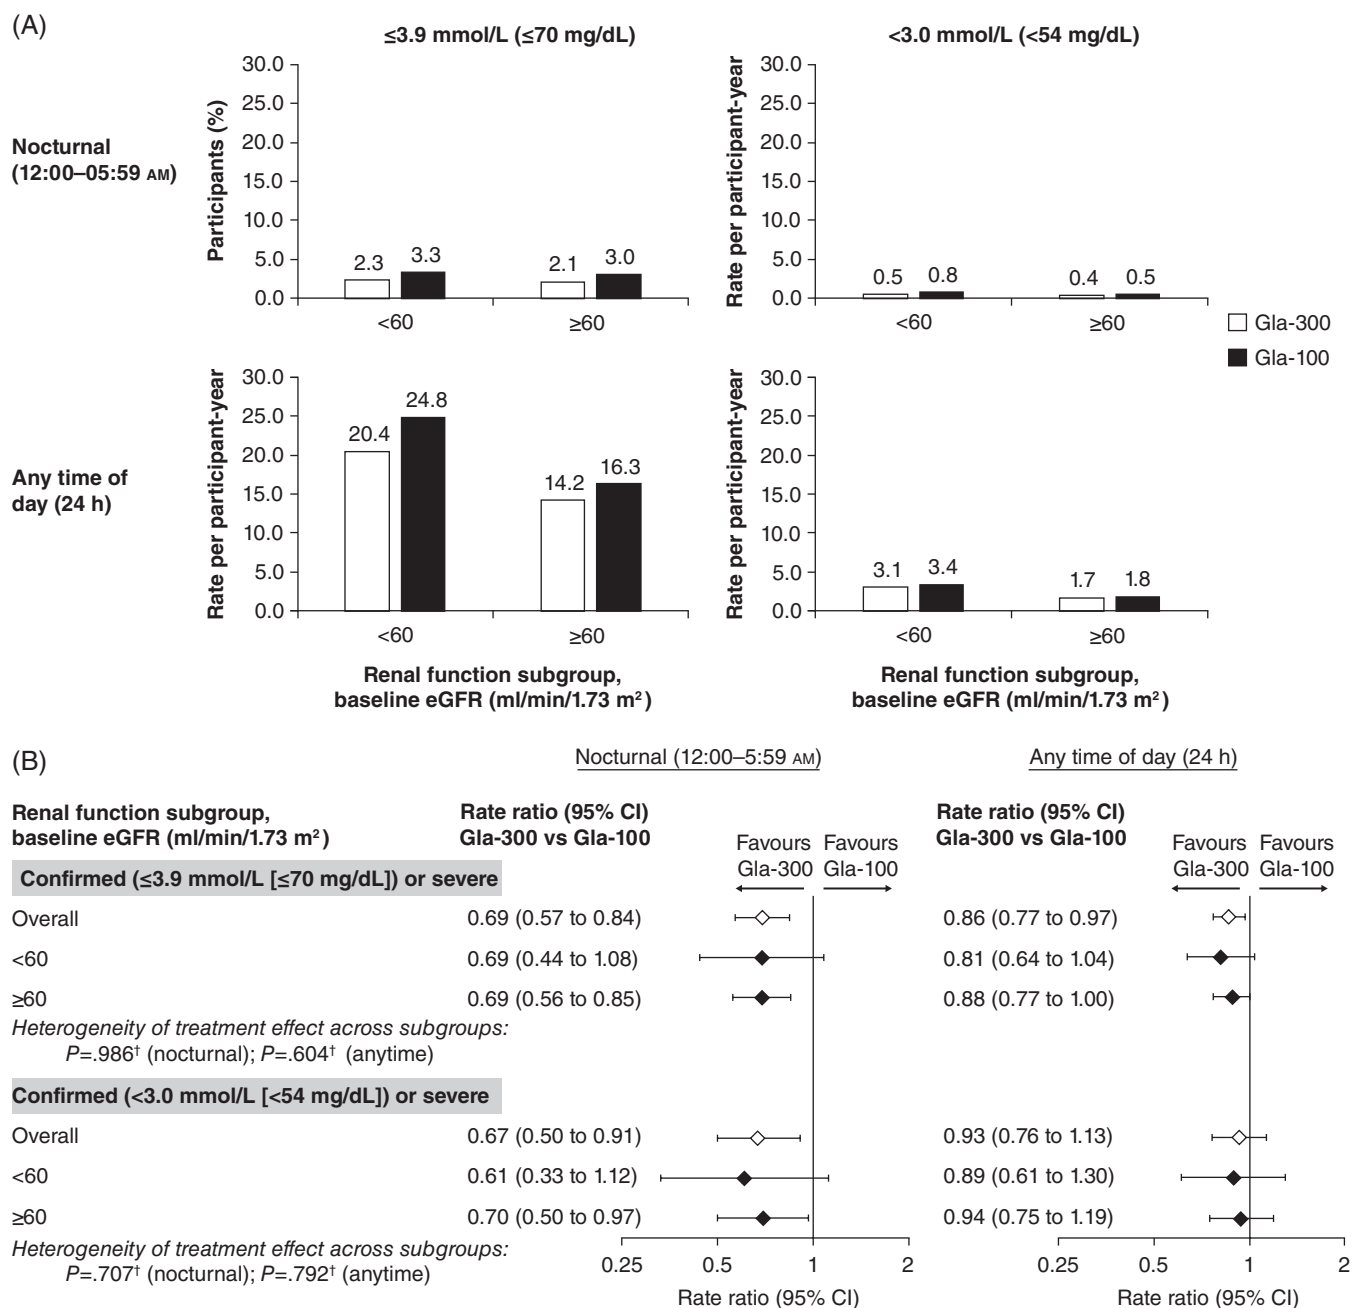 (A)
≤3.9 mmol/L (≤70 mg/dL)
<3.0 mmol/L (<54 mg/dL)
Nocturnal
(12:00–05:59 AM)
Participants (%)
30.0
25.0
20.0
15.0
10.0
5.0
0.0
2.3
3.3
2.1
3.0
<60
≥60
Rate per participant-year
30.0
25.0
20.0
15.0
10.0
5.0
0.0
0.5
0.8
0.4
0.5
<60
≥60
Gla-300
Gla-100
Any time of
day (24 h)
Rate per participant-year
30.0
25.0
20.0
15.0
10.0
5.0
0.0
20.4
24.8
14.2
16.3
<60
≥60
Renal function subgroup,
baseline eGFR (ml/min/1.73 m²)
Rate per participant-year
30.0
25.0
20.0
15.0
10.0
5.0
0.0
3.1
3.4
1.7
1.8
<60
≥60
Renal function subgroup,
baseline eGFR (ml/min/1.73 m²)
(B)
Nocturnal (12:00–5:59 AM)
Any time of day (24 h)
Renal function subgroup,
baseline eGFR (ml/min/1.73 m²)
Rate ratio (95% CI)
Gla-300 vs Gla-100
Favours
Gla-300
Favours
Gla-100
Rate ratio (95% CI)
Gla-300 vs Gla-100
Favours
Gla-300
Favours
Gla-100
Confirmed (≤3.9 mmol/L [≤70 mg/dL]) or severe
Overall 0.69 (0.57 to 0.84) 0.86 (0.77 to 0.97)
<60 0.69 (0.44 to 1.08) 0.81 (0.64 to 1.04)
≥60 0.69 (0.56 to 0.85) 0.88 (0.77 to 1.00)
Heterogeneity of treatment effect across subgroups:
P=.986† (nocturnal); P=.604† (anytime)
Confirmed (<3.0 mmol/L [<54 mg/dL]) or severe
Overall 0.67 (0.50 to 0.91) 0.93 (0.76 to 1.13)
<60 0.61 (0.33 to 1.12) 0.89 (0.61 to 1.30)
≥60 0.70 (0.50 to 0.97) 0.94 (0.75 to 1.19)
Heterogeneity of treatment effect across subgroups:
P=.707† (nocturnal); P=.792† (anytime)
0.25 0.5 1 2
Rate ratio (95% CI)
0.25 0.5 1 2
Rate ratio (95% CI)